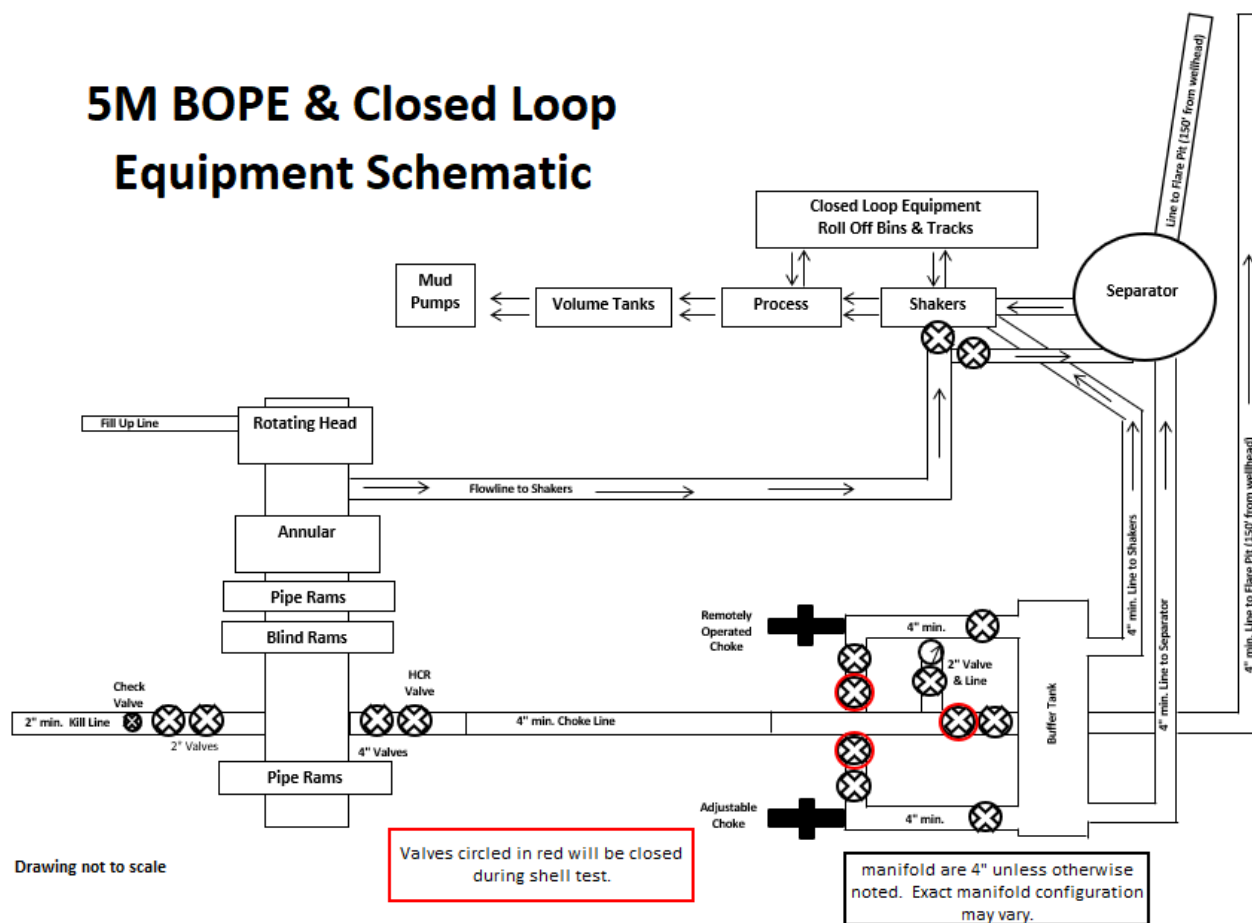 5M BOPE & Closed Loop
Equipment Schematic
Line to Flare Pit (150' from wellhead)
Closed Loop Equipment
Roll Off Bins & Tracks
Mud
Pumps
Volume Tanks
Process
Shakers
Separator
Fill Up Line
Rotating Head
Flowline to Shakers
Annular
Pipe Rams
Blind Rams
Remotely
Operated
Choke
4" min.
2" Valve
& Line
Check
Valve
HCR
Valve
2" min. Kill Line
2" Valves
4" Valves
4" min. Choke Line
Buffer Tank
4" min. Line to Shakers
4" min. Line to Separator
4" min. Line to Flare Pit (150' from wellhead)
Pipe Rams
Adjustable
Choke
4" min.
Drawing not to scale
Valves circled in red will be closed
during shell test.
manifold are 4" unless otherwise
noted. Exact manifold configuration
may vary.